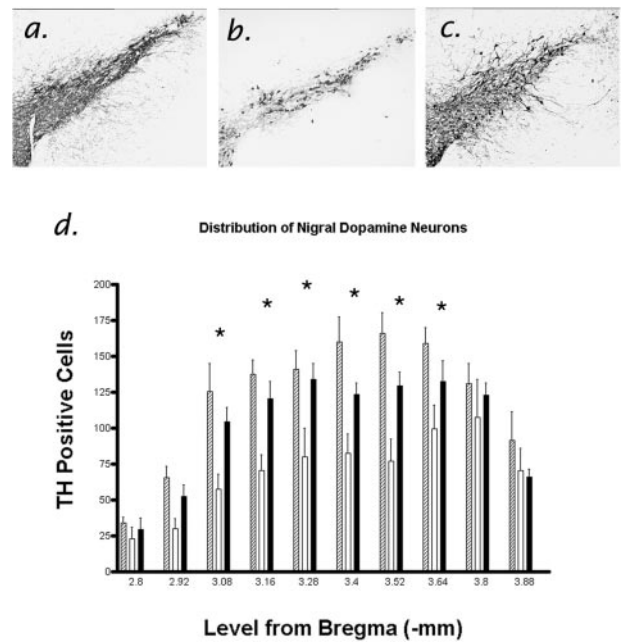 a.
b.
c.
d.
Distribution of Nigral Dopamine Neurons
TH Positive Cells
200
175
150
125
100
75
50
25
0
* * * * * *
2.8 2.92 3.08 3.16 3.28 3.4 3.52 3.64 3.8 3.88
Level from Bregma (-mm)